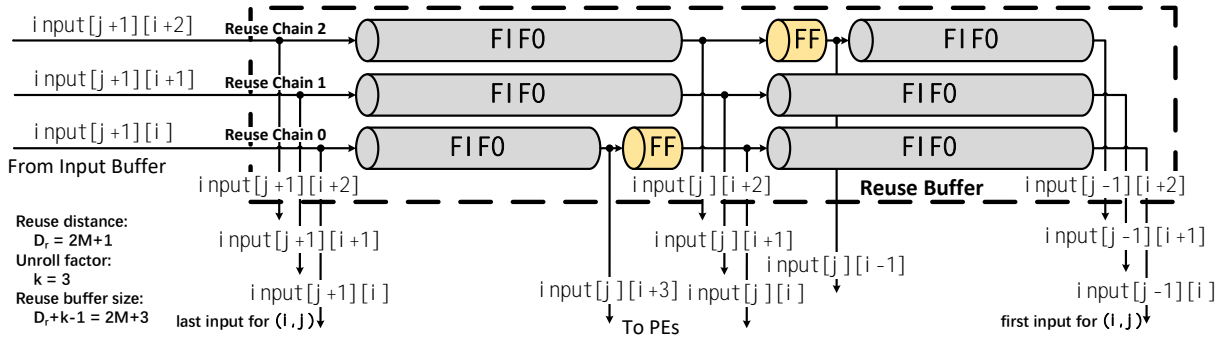 input[j+1][i+2]
Reuse Chain 2
FIFO
FF
FIFO
input[j+1][i+1]
Reuse Chain 1
FIFO
FIFO
input[j+1][i]
Reuse Chain 0
FIFO
FF
FIFO
From Input Buffer
input[j+1][i+2]
input[j][i+2]
Reuse Buffer
input[j-1][i+2]
Reuse distance:
Dᵣ = 2M+1
Unroll factor:
k = 3
Reuse buffer size:
Dᵣ+k-1 = 2M+3
input[j+1][i+1]
input[j][i+1]
input[j][i-1]
input[j-1][i+1]
input[j+1][i]
input[j][i+3]
input[j][i]
input[j-1][i]
last input for (i,j)
To PEs
first input for (i,j)